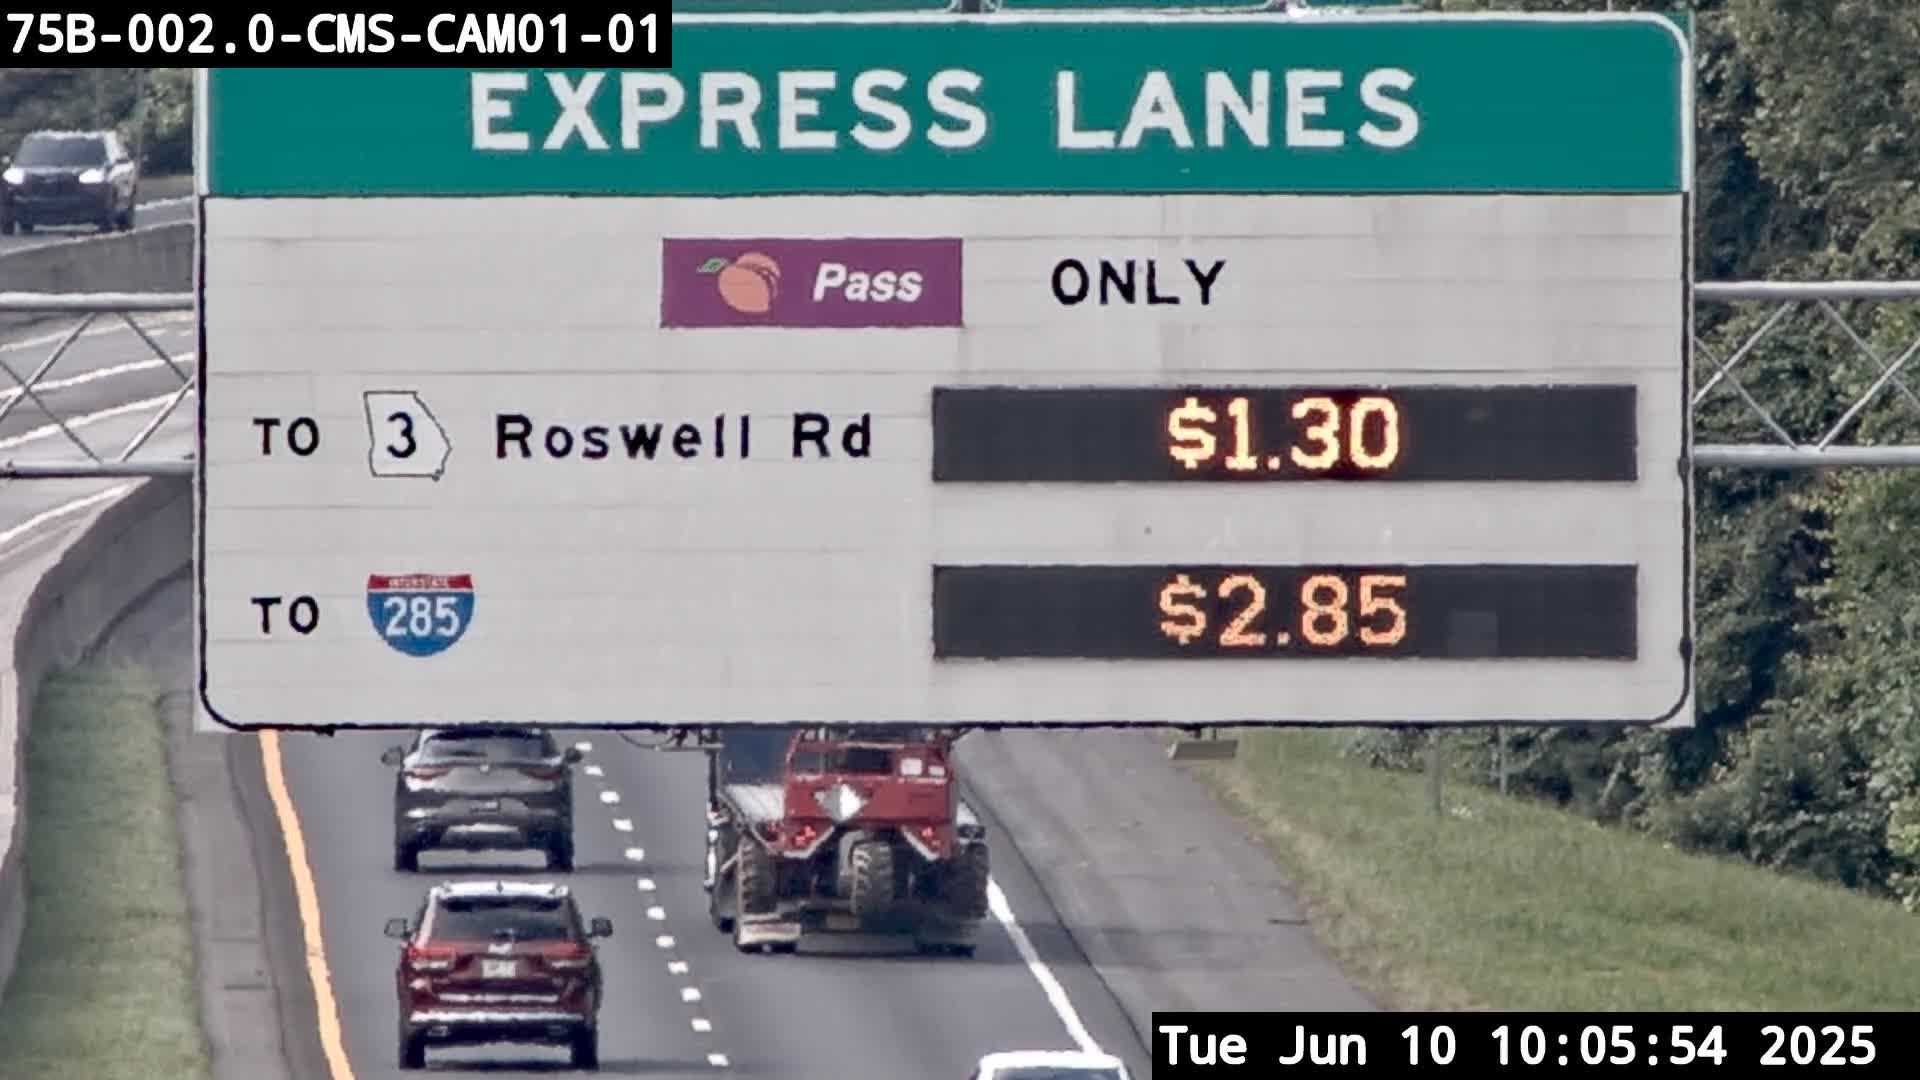 75B-002.0-CMS-CAM01-01
EXPRESS LANES
Pass ONLY
TO 3 Roswell Rd $1.30
INTERSTATE
TO 285 $2.85
Tue Jun 10 10:05:54 2025